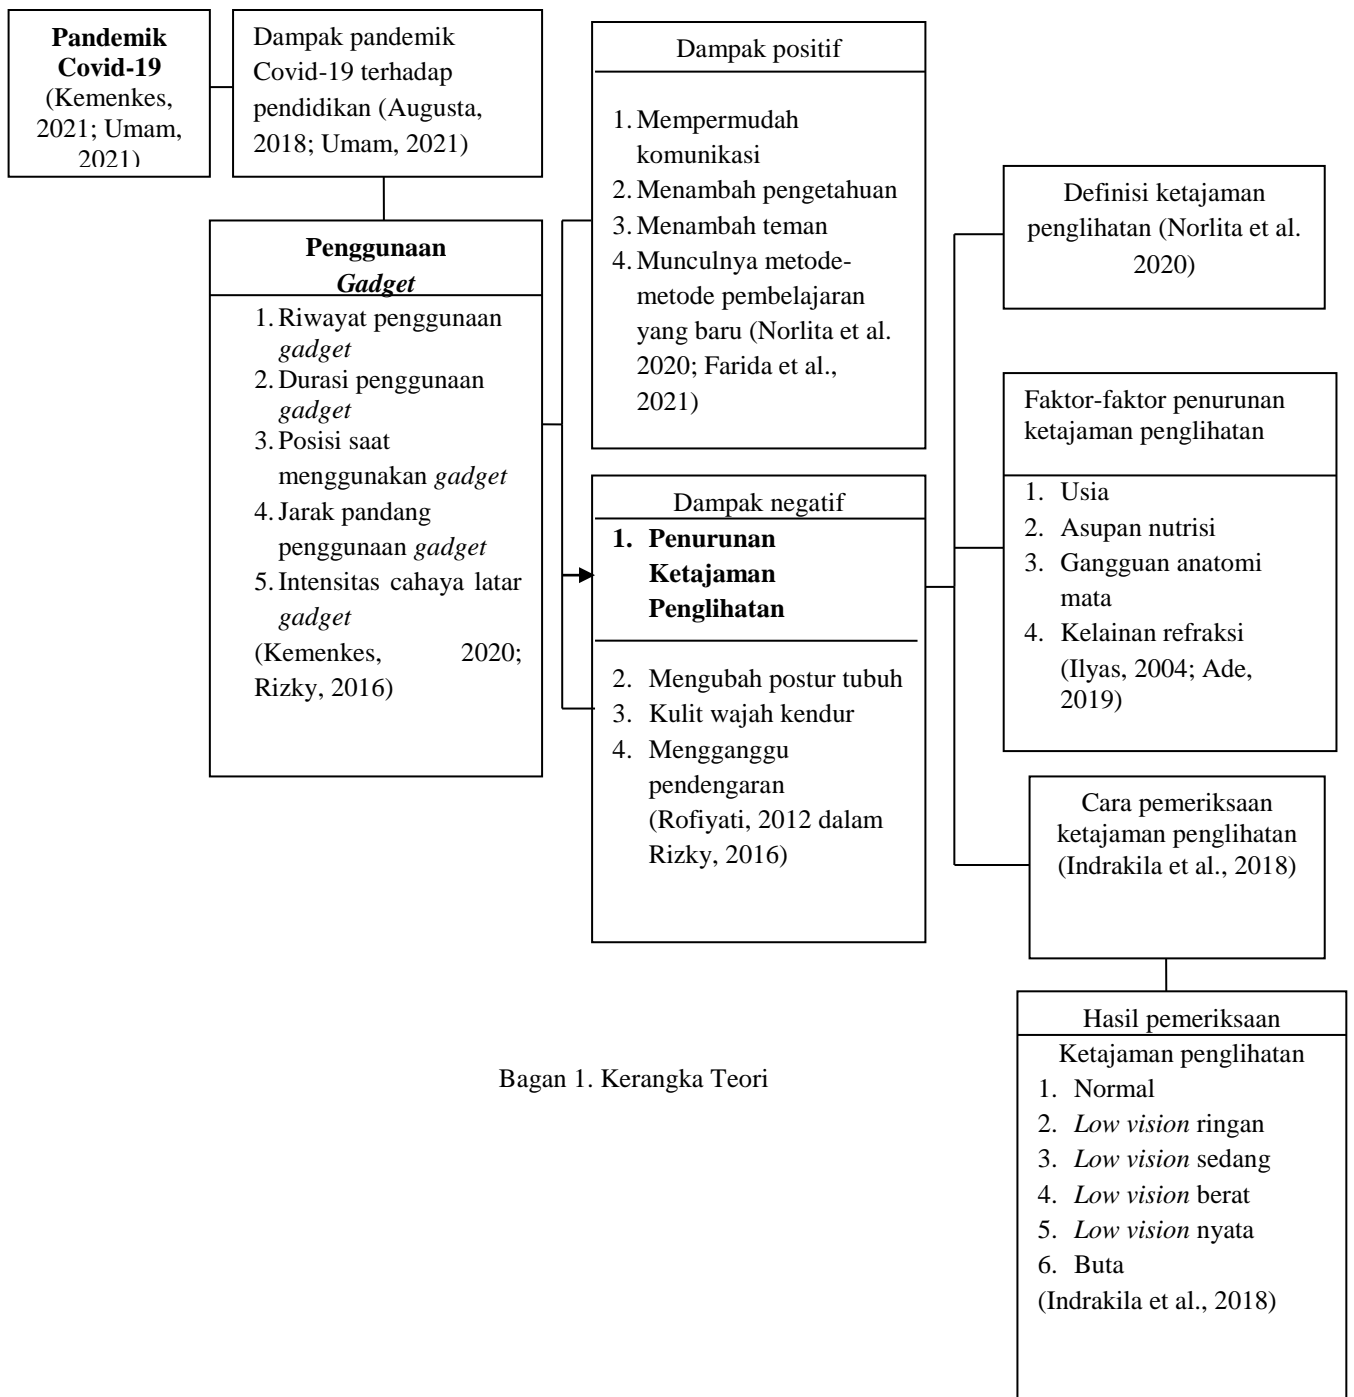 Pandemik
Covid-19
(Kemenkes,
2021; Umam,
2021)
Dampak pandemik
Covid-19 terhadap
pendidikan (Augusta,
2018; Umam, 2021)
Penggunaan
Gadget
1. Riwayat penggunaan
gadget
2. Durasi penggunaan
gadget
3. Posisi saat
menggunakan gadget
4. Jarak pandang
penggunaan gadget
5. Intensitas cahaya latar
gadget
(Kemenkes, 2020;
Rizky, 2016)
Dampak positif
1. Mempermudah
komunikasi
2. Menambah pengetahuan
3. Menambah teman
4. Munculnya metode-
metode pembelajaran
yang baru (Norlita et al.
2020; Farida et al.,
2021)
Dampak negatif
1. Penurunan
Ketajaman
Penglihatan
2. Mengubah postur tubuh
3. Kulit wajah kendur
4. Mengganggu
pendengaran
(Rofiyati, 2012 dalam
Rizky, 2016)
Definisi ketajaman
penglihatan (Norlita et al.
2020)
Faktor-faktor penurunan
ketajaman penglihatan
1. Usia
2. Asupan nutrisi
3. Gangguan anatomi
mata
4. Kelainan refraksi
(Ilyas, 2004; Ade,
2019)
Cara pemeriksaan
ketajaman penglihatan
(Indrakila et al., 2018)
Hasil pemeriksaan
Ketajaman penglihatan
1. Normal
2. Low vision ringan
3. Low vision sedang
4. Low vision berat
5. Low vision nyata
6. Buta
(Indrakila et al., 2018)
Bagan 1. Kerangka Teori